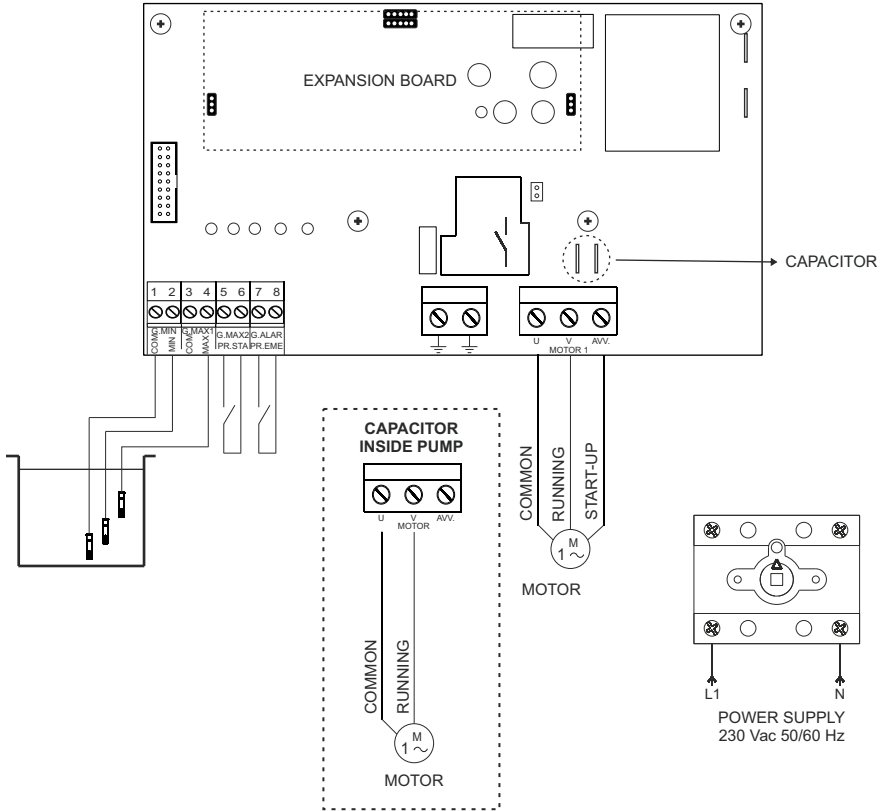 EXPANSION BOARD
CAPACITOR
1 2 3 4 5 6 7 8
G.MIN G.MAX1 G.MAX2 G.ALAR
COM MIN COM MAX PR.STA PR.EME
U V AVV.
MOTOR 1
COMMON
RUNNING
START-UP
M
1 ~
MOTOR
CAPACITOR
INSIDE PUMP
U V AVV.
MOTOR
COMMON
RUNNING
M
1 ~
MOTOR
L1 N
POWER SUPPLY
230 Vac 50/60 Hz